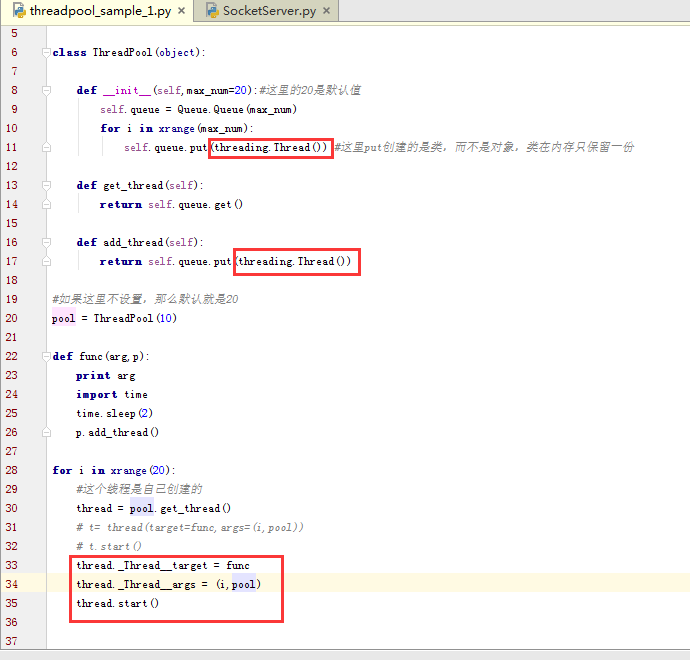 threadpool_sample_1.py × SocketServer.py ×
5
6 class ThreadPool(object):
7
8 def __init__(self,max_num=20):#这里的20是默认值
9 self.queue = Queue.Queue(max_num)
10 for i in xrange(max_num):
11 self.queue.put(threading.Thread()) #这里put创建的是类，而不是对象，类在内存只保留一份
12
13 def get_thread(self):
14 return self.queue.get()
15
16 def add_thread(self):
17 return self.queue.put(threading.Thread())
18
19 #如果这里不设置，那么默认就是20
20 pool = ThreadPool(10)
21
22 def func(arg,p):
23 print arg
24 import time
25 time.sleep(2)
26 p.add_thread()
27
28 for i in xrange(20):
29 #这个线程是自己创建的
30 thread = pool.get_thread()
31 # t= thread(target=func,args=(i,pool))
32 # t.start()
33 thread._Thread__target = func
34 thread._Thread__args = (i,pool)
35 thread.start()
36
37